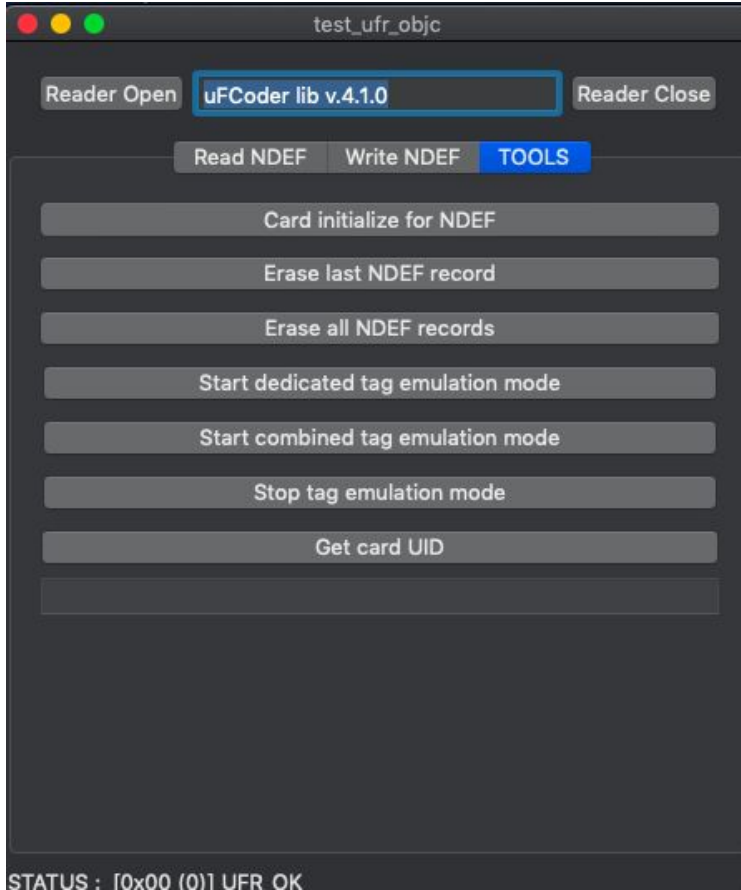 test_ufr_objc
Reader Open uFCoder lib v.4.1.0 Reader Close
Read NDEF Write NDEF TOOLS
Card initialize for NDEF
Erase last NDEF record
Erase all NDEF records
Start dedicated tag emulation mode
Start combined tag emulation mode
Stop tag emulation mode
Get card UID
STATUS : [0x00 (0)] UFR_OK